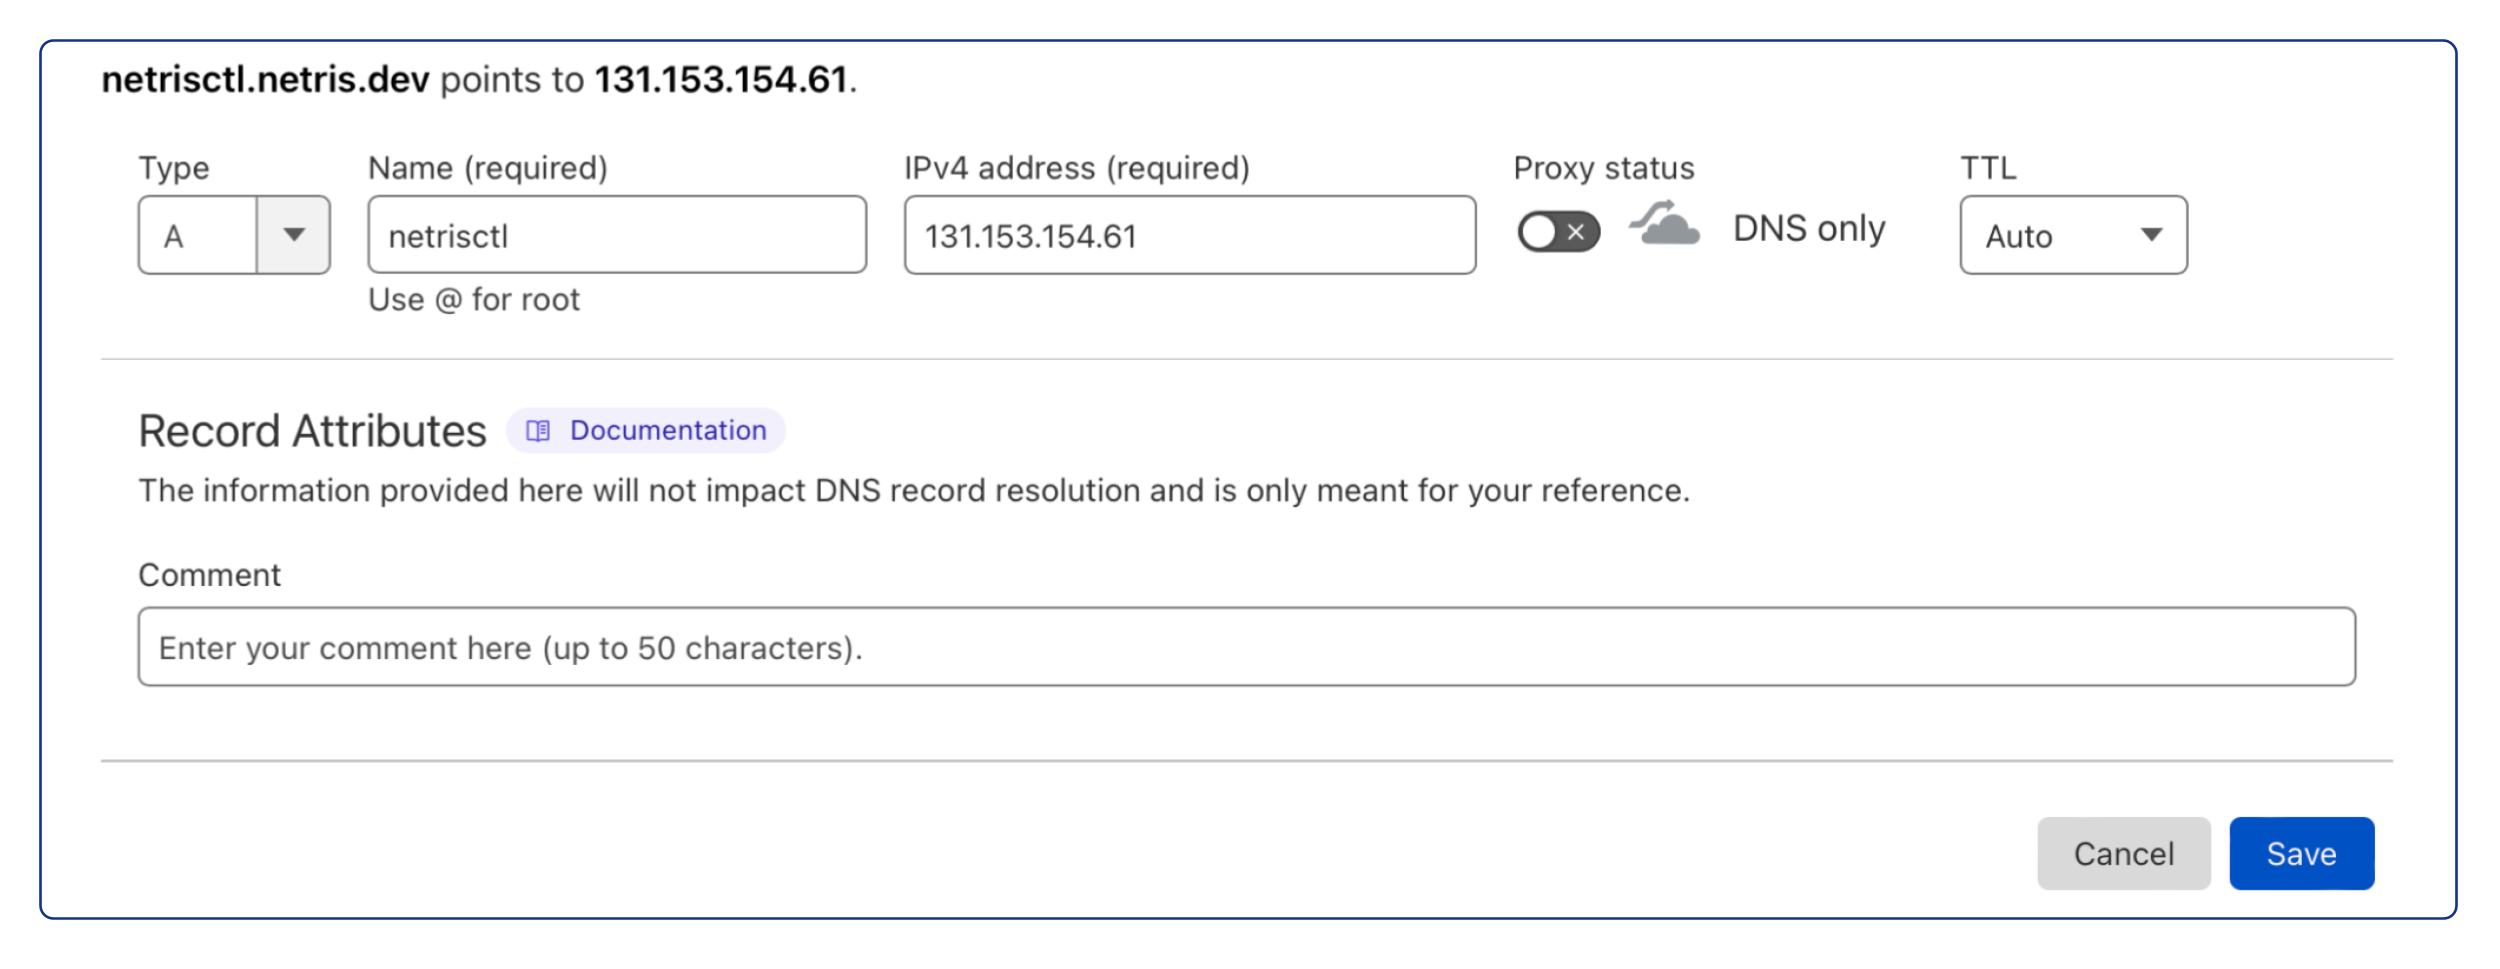 netrisctl.netris.dev points to 131.153.154.61.
Type Name (required) IPv4 address (required) Proxy status TTL
A netrisctl 131.153.154.61 DNS only Auto
Use @ for root
Record Attributes Documentation
The information provided here will not impact DNS record resolution and is only meant for your reference.
Comment
Enter your comment here (up to 50 characters).
Cancel Save